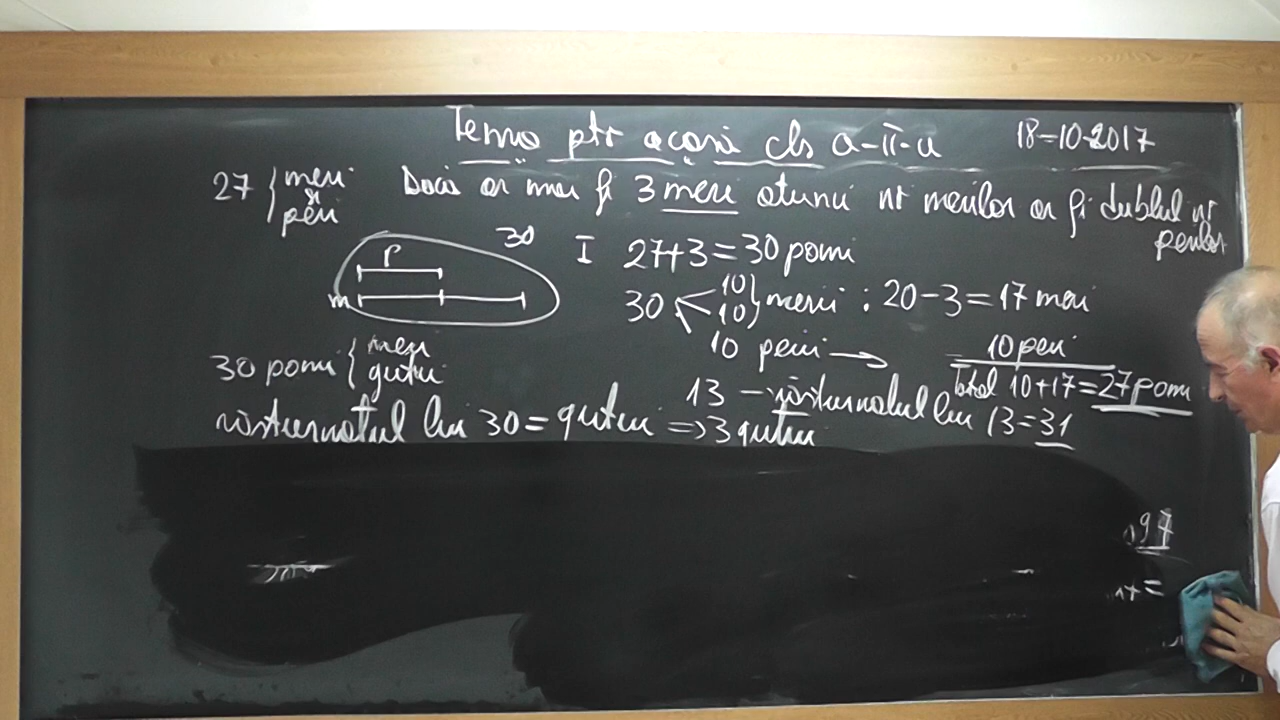 Tema ptr acasă cls a-II-a 18-10-2017
27 { meri și peri Dacă ar mai fi 3 meri atunci nr merilor ar fi dublul nr perilor
p
m
30
I 27+3=30 pomi
30 10 10 } meri : 20-3=17 meri
10 peri → 10 peri
Total 10+17=27 pomi
30 pomi { meri gutui
13 - răsturnatul lui 13=31
răsturnatul lui 30 = gutui => 3 gutui
97